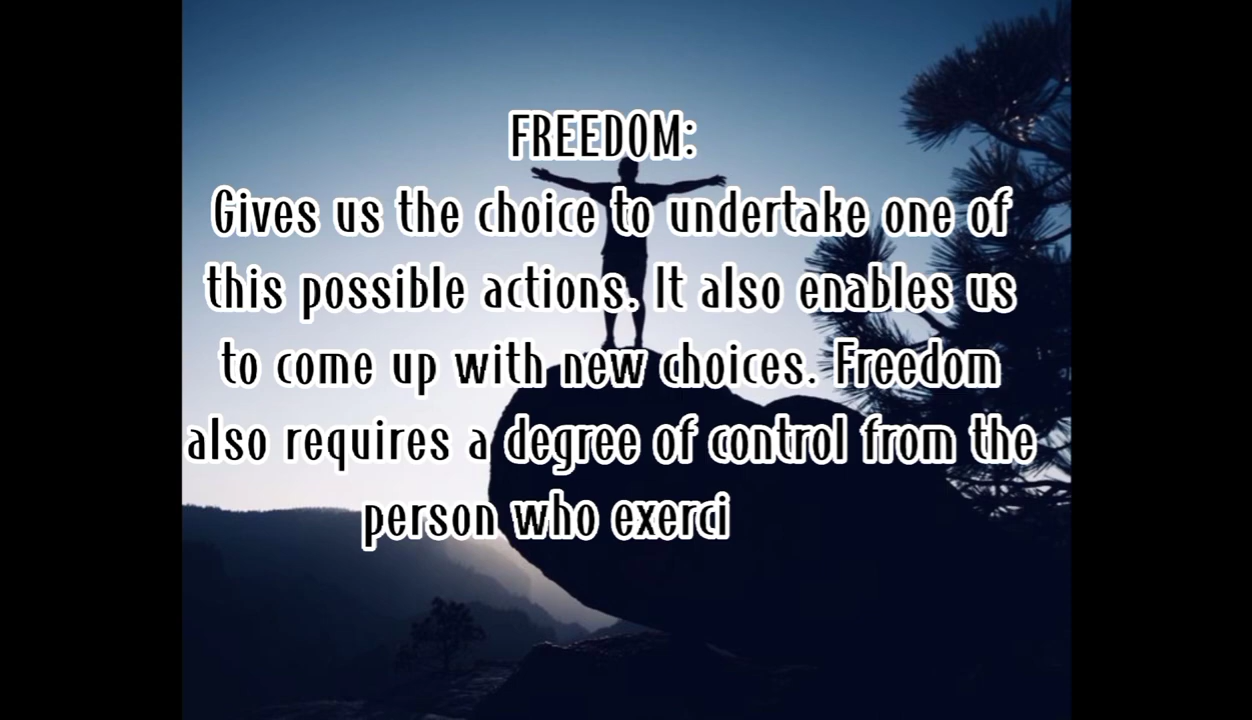 FREEDOM:
Gives us the choice to undertake one of
this possible actions. It also enables us
to come up with new choices. Freedom
also requires a degree of control from the
person who exerci